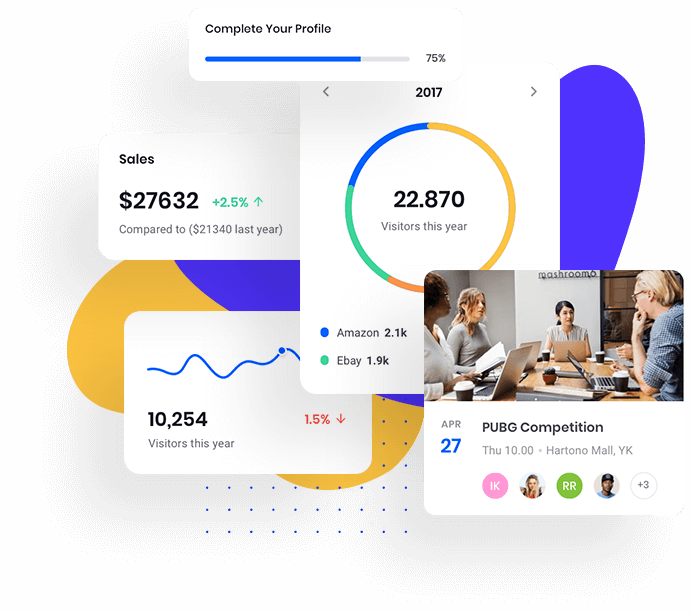 Complete Your Profile
75%
2017
Sales
$27632 +2.5%
Compared to ($21340 last year)
22.870
Visitors this year
Amazon 2.1k
Ebay 1.9k
10,254 1.5%
Visitors this year
mashrooms
APR
27
PUBG Competition
Thu 10.00 • Hartono Mall, YK
IK
RR
+3